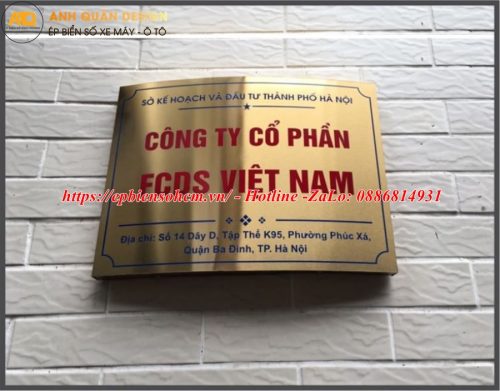 ANH QUÂN DESIGN
ÉP BIỂN SỐ XE MÁY - Ô TÔ
SỞ KẾ HOẠCH VÀ ĐẦU TƯ THÀNH PHỐ HÀ NỘI
CÔNG TY CỔ PHẦN
FCDS VIỆT NAM
https://epbiensohcm.vn/ - Hotline -ZaLo: 0886814931
Địa chỉ: Số 14 Dãy D, Tập Thể K95, Phường Phúc Xá,
Quận Ba Đình, TP. Hà Nội